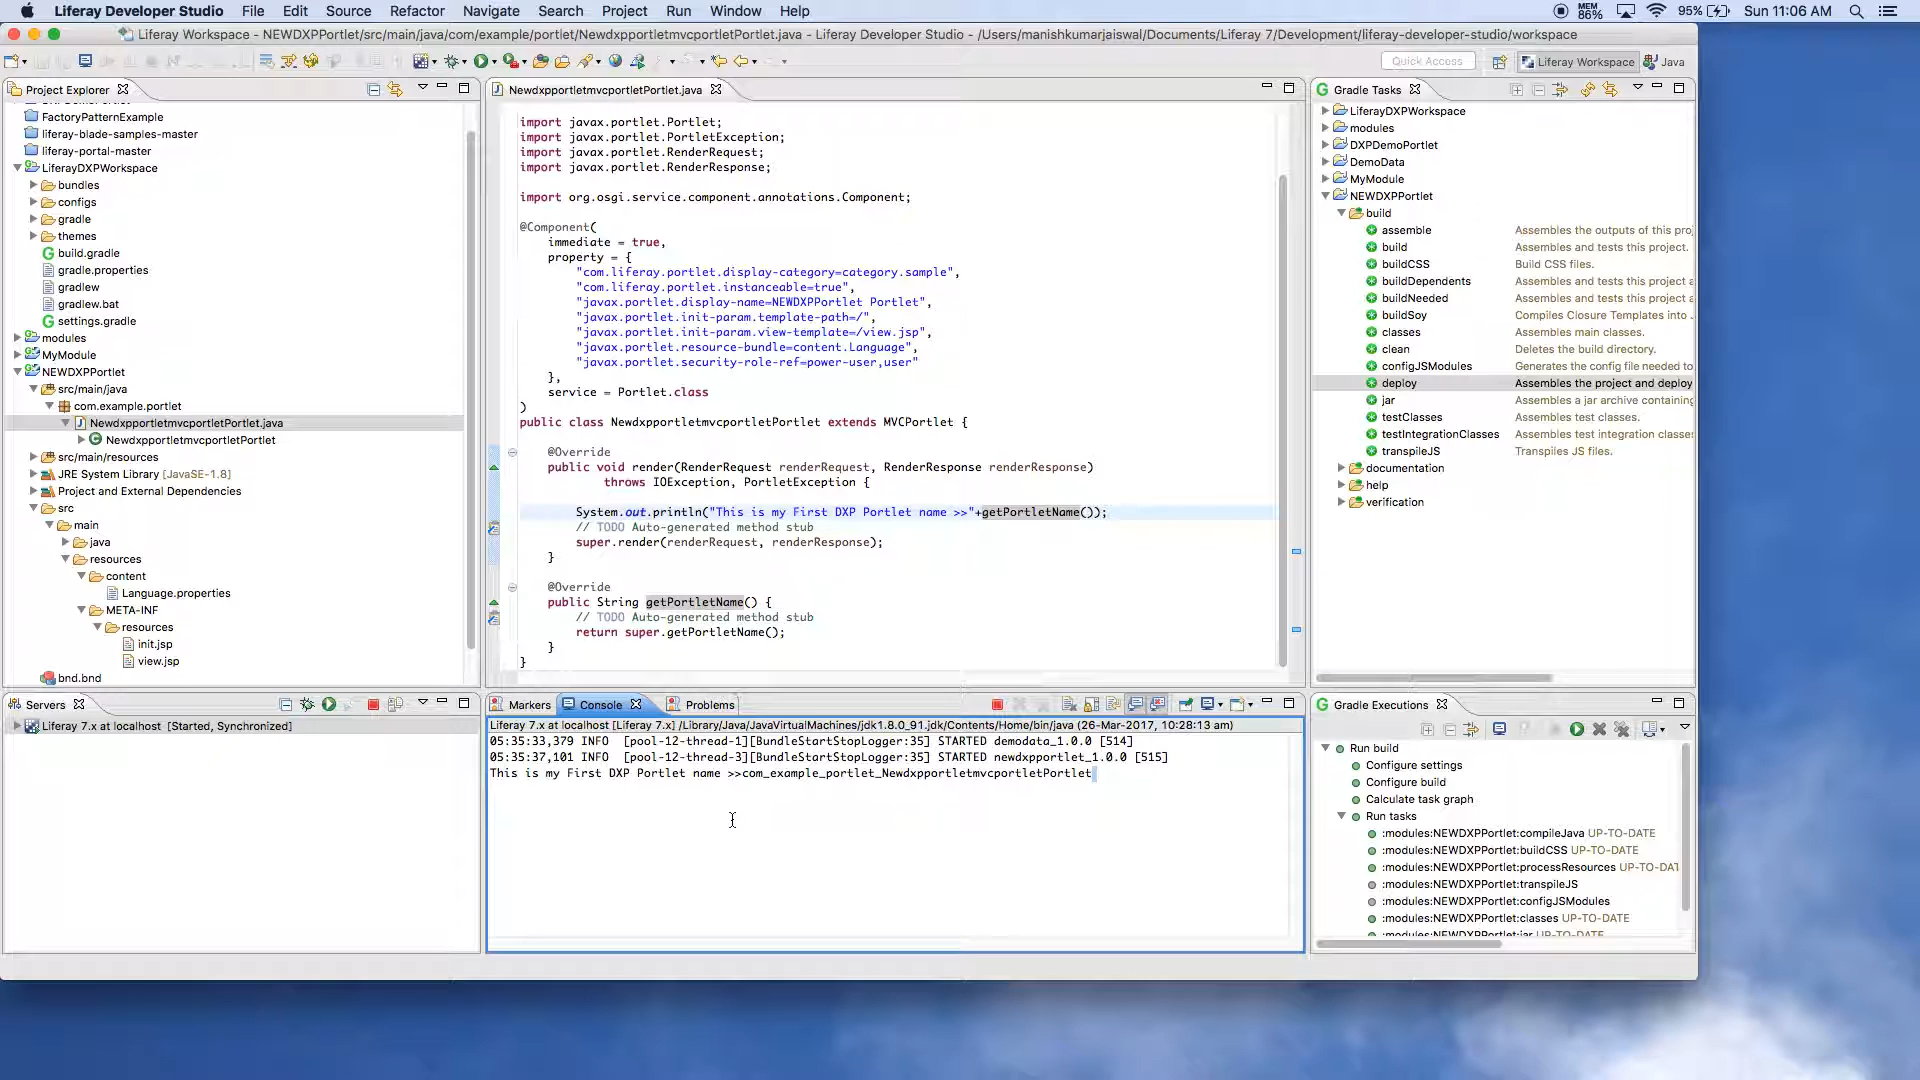 Liferay Developer Studio File Edit Source Refactor Navigate Search Project Run Window Help MEM 86% 95% Sun 11:06 AM
Liferay Workspace - NEWDXPPortlet/src/main/java/com/example/portlet/NewdxpportletmvcportletPortlet.java - Liferay Developer Studio - /Users/manishkumarjaiswal/Documents/Liferay 7/Development/liferay-developer-studio/workspace
Quick Access Liferay Workspace Java
Project Explorer
FactoryPatternExample
liferay-blade-samples-master
liferay-portal-master
LiferayDXPWorkspace
bundles
configs
gradle
themes
build.gradle
gradle.properties
gradlew
gradlew.bat
settings.gradle
modules
MyModule
NEWDXPPortlet
src/main/java
com.example.portlet
NewdxpportletmvcportletPortlet.java
NewdxpportletmvcportletPortlet
src/main/resources
JRE System Library [JavaSE-1.8]
Project and External Dependencies
src
main
java
resources
content
Language.properties
META-INF
resources
init.jsp
view.jsp
bnd.bnd
NewdxpportletmvcportletPortlet.java
import javax.portlet.Portlet;
import javax.portlet.PortletException;
import javax.portlet.RenderRequest;
import javax.portlet.RenderResponse;
import org.osgi.service.component.annotations.Component;
@Component(
immediate = true,
property = {
"com.liferay.portlet.display-category=category.sample",
"com.liferay.portlet.instanceable=true",
"javax.portlet.display-name=NEWDXPPortlet Portlet",
"javax.portlet.init-param.template-path=/",
"javax.portlet.init-param.view-template=/view.jsp",
"javax.portlet.resource-bundle=content.Language",
"javax.portlet.security-role-ref=power-user,user"
},
service = Portlet.class
)
public class NewdxpportletmvcportletPortlet extends MVCPortlet {
@Override
public void render(RenderRequest renderRequest, RenderResponse renderResponse)
throws IOException, PortletException {
System.out.println("This is my First DXP Portlet name >>"+getPortletName());
// TODO Auto-generated method stub
super.render(renderRequest, renderResponse);
}
@Override
public String getPortletName() {
// TODO Auto-generated method stub
return super.getPortletName();
}
}
Gradle Tasks
LiferayDXPWorkspace
modules
DXPDemoPortlet
DemoData
MyModule
NEWDXPPortlet
build
assemble Assembles the outputs of this proj
build Assembles and tests this project.
buildCSS Build CSS files.
buildDependents Assembles and tests this project a
buildNeeded Assembles and tests this project a
buildSoy Compiles Closure Templates into J
classes Assembles main classes.
clean Deletes the build directory.
configJSModules Generates the config file needed to
deploy Assembles the project and deploy
jar Assembles a jar archive containing
testClasses Assembles test classes.
testIntegrationClasses Assembles test integration classes
transpileJS Transpiles JS files.
documentation
help
verification
Servers
Liferay 7.x at localhost [Started, Synchronized]
Markers Console Problems
Liferay 7.x at localhost [Liferay 7.x] /Library/Java/JavaVirtualMachines/jdk1.8.0_91.jdk/Contents/Home/bin/java (26-Mar-2017, 10:28:13 am)
05:35:33,379 INFO [pool-12-thread-1][BundleStartStopLogger:35] STARTED demodata_1.0.0 [514]
05:35:37,101 INFO [pool-12-thread-3][BundleStartStopLogger:35] STARTED newdxpportlet_1.0.0 [515]
This is my First DXP Portlet name >>com_example_portlet_NewdxpportletmvcportletPortlet
Gradle Executions
Run build
Configure settings
Configure build
Calculate task graph
Run tasks
:modules:NEWDXPPortlet:compileJava UP-TO-DATE
:modules:NEWDXPPortlet:buildCSS UP-TO-DATE
:modules:NEWDXPPortlet:processResources UP-TO-DAT
:modules:NEWDXPPortlet:transpileJS
:modules:NEWDXPPortlet:configJSModules
:modules:NEWDXPPortlet:classes UP-TO-DATE
:modules:NEWDXPPortlet:jar UP-TO-DATE